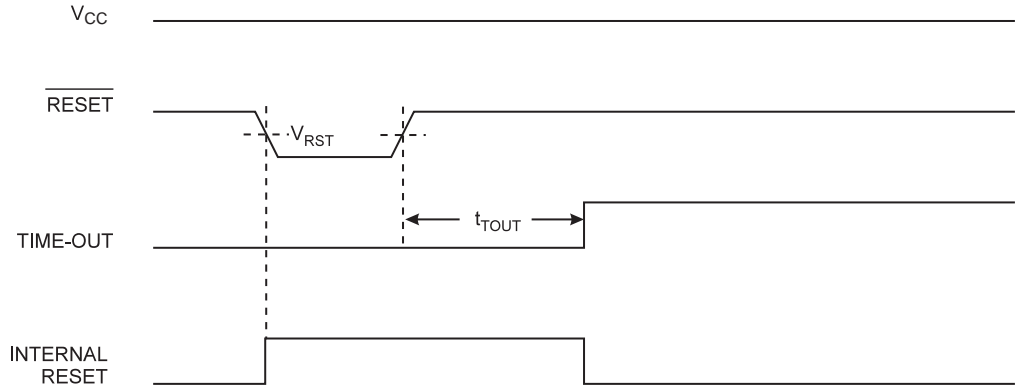 VCC
RESET
VRST
tTOUT
TIME-OUT
INTERNAL
RESET